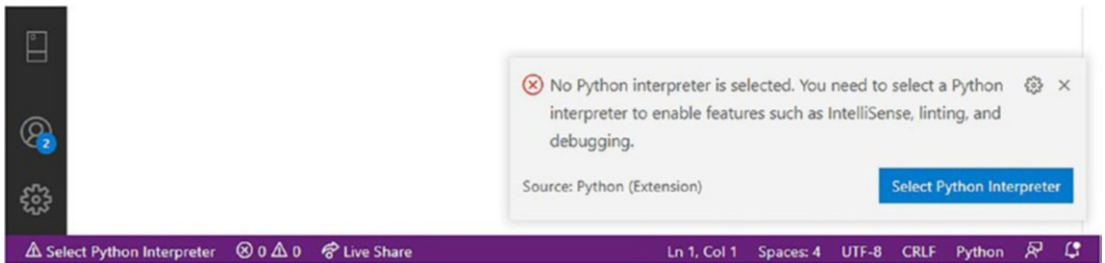 No Python interpreter is selected. You need to select a Python
interpreter to enable features such as IntelliSense, linting, and
debugging.
Source: Python (Extension) Select Python Interpreter
2
Select Python Interpreter 0 0 Live Share Ln 1, Col 1 Spaces: 4 UTF-8 CRLF Python